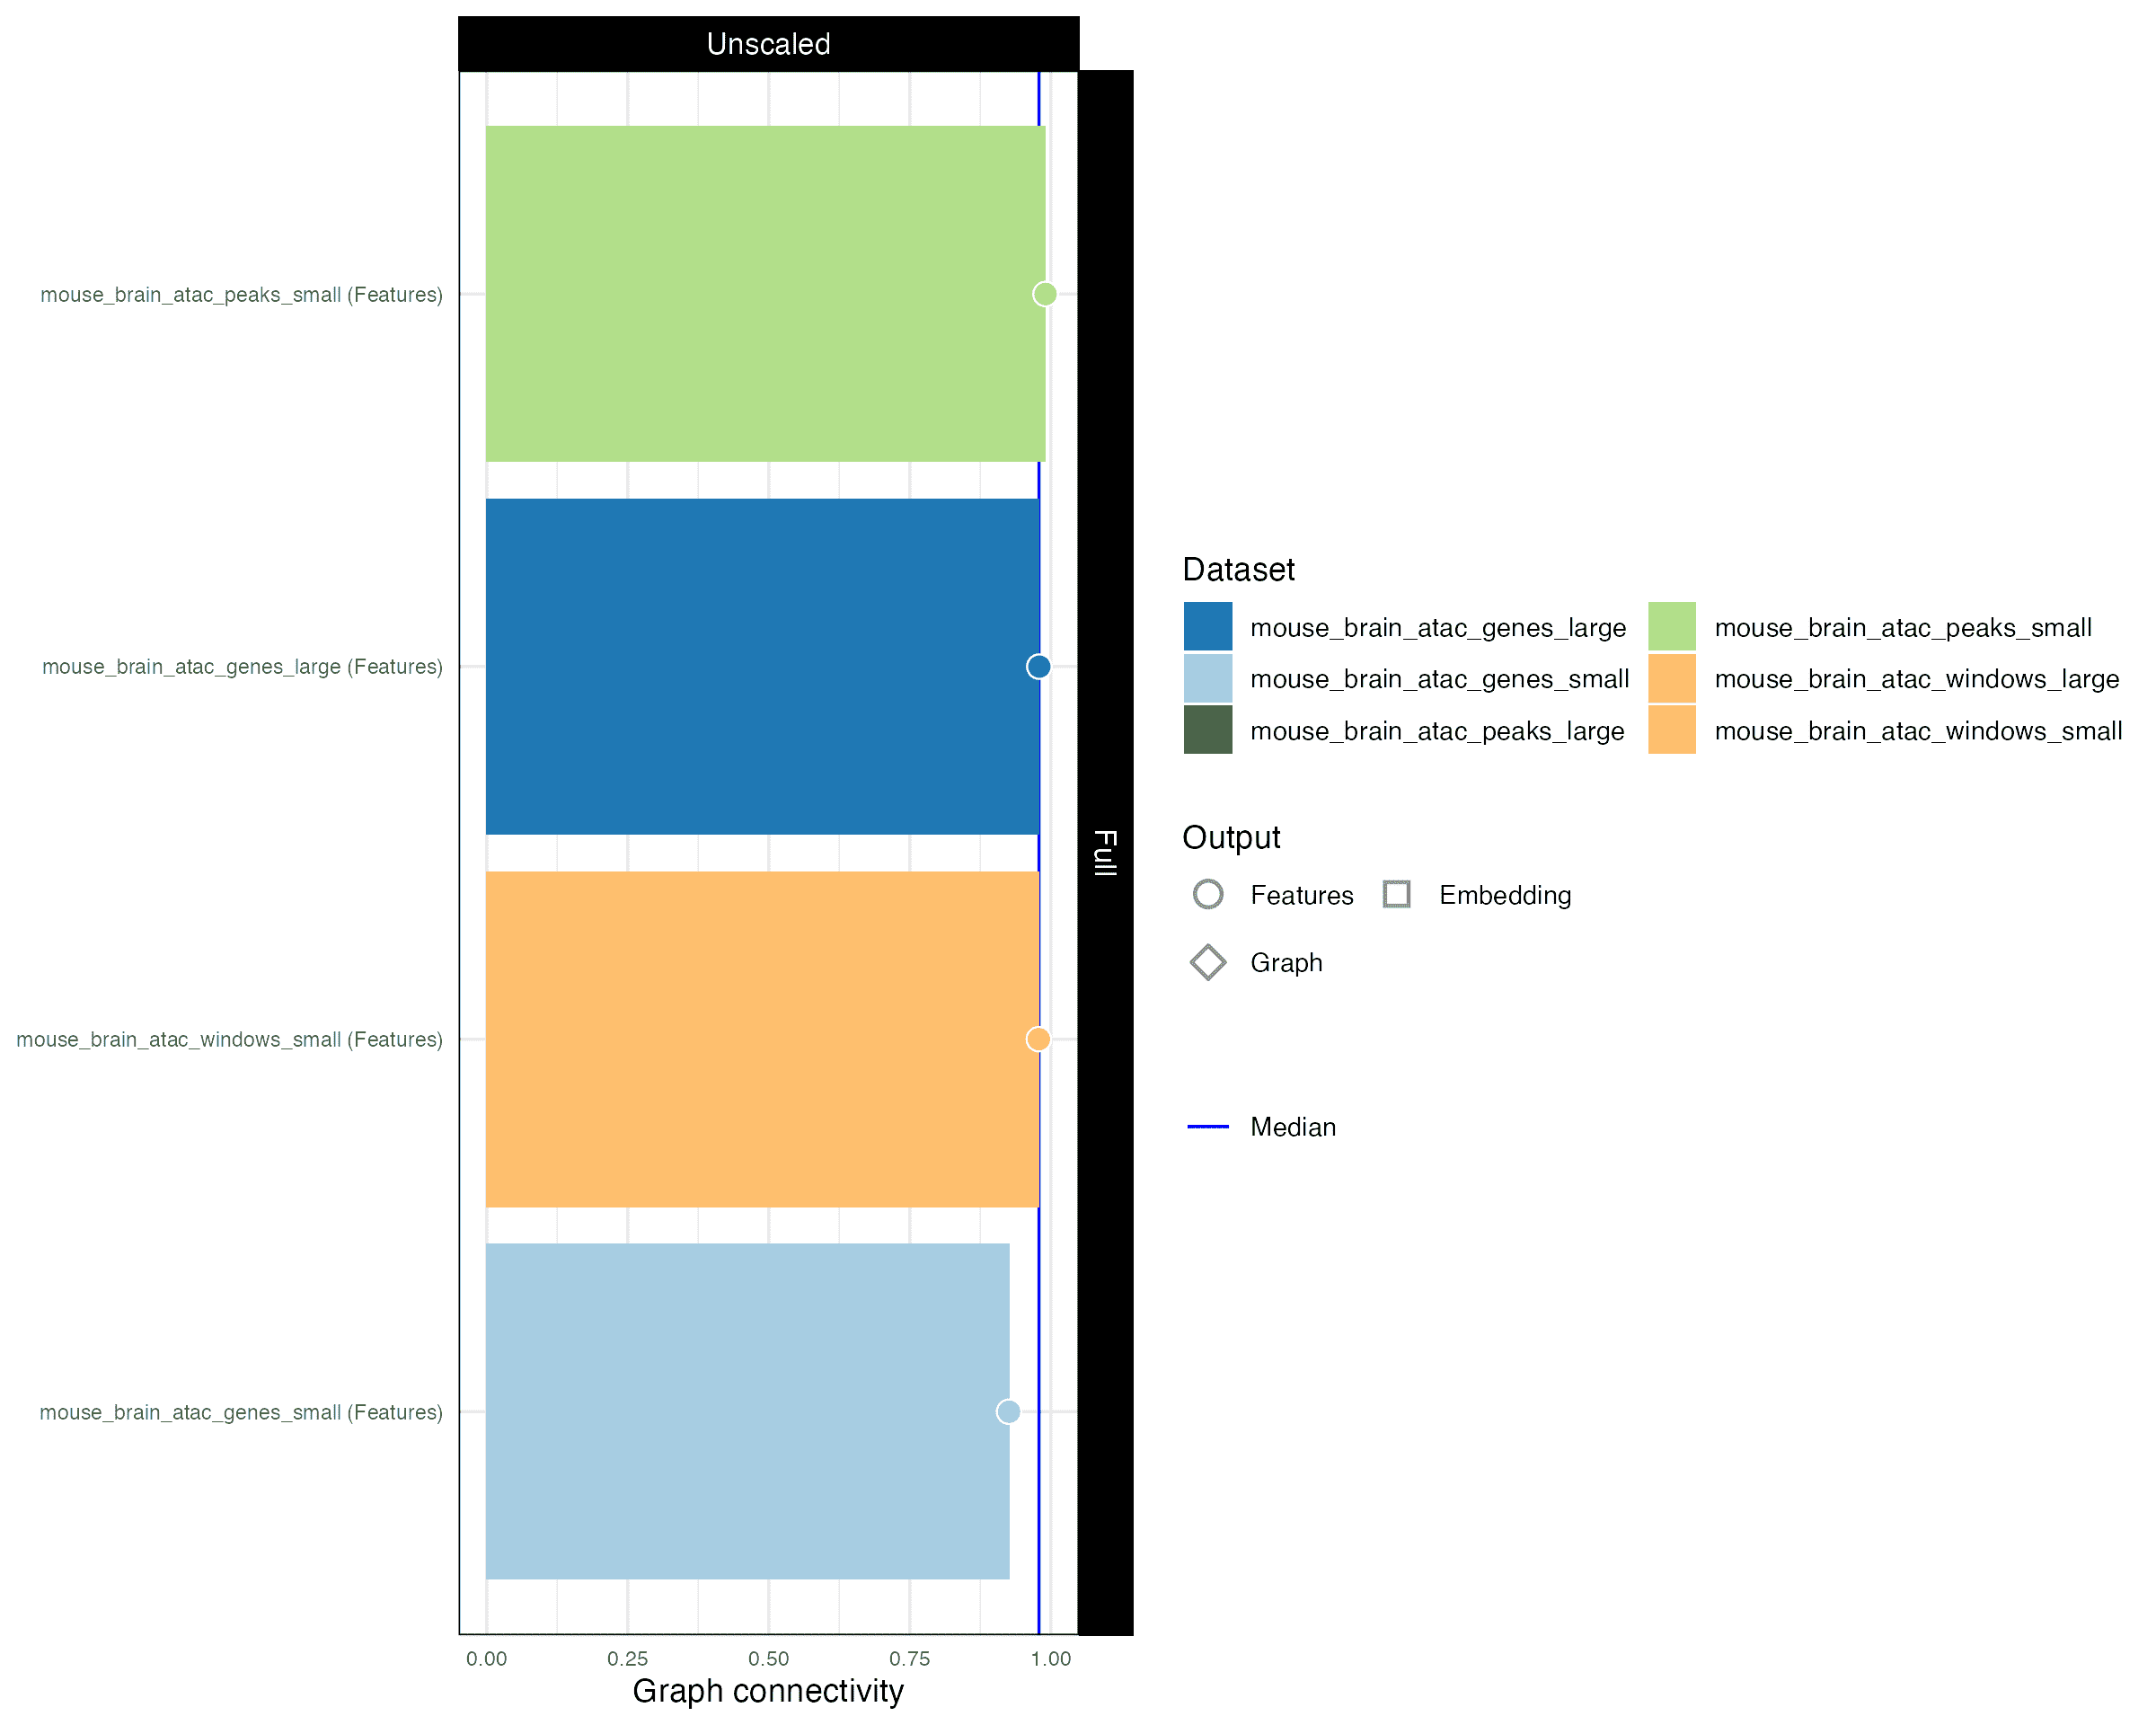 Unscaled
Full
mouse_brain_atac_peaks_small (Features)
mouse_brain_atac_genes_large (Features)
mouse_brain_atac_windows_small (Features)
mouse_brain_atac_genes_small (Features)
0.00 0.25 0.50 0.75 1.00
Graph connectivity
Dataset
mouse_brain_atac_genes_large mouse_brain_atac_peaks_small
mouse_brain_atac_genes_small mouse_brain_atac_windows_large
mouse_brain_atac_peaks_large mouse_brain_atac_windows_small
Output
Features Embedding
Graph
Median